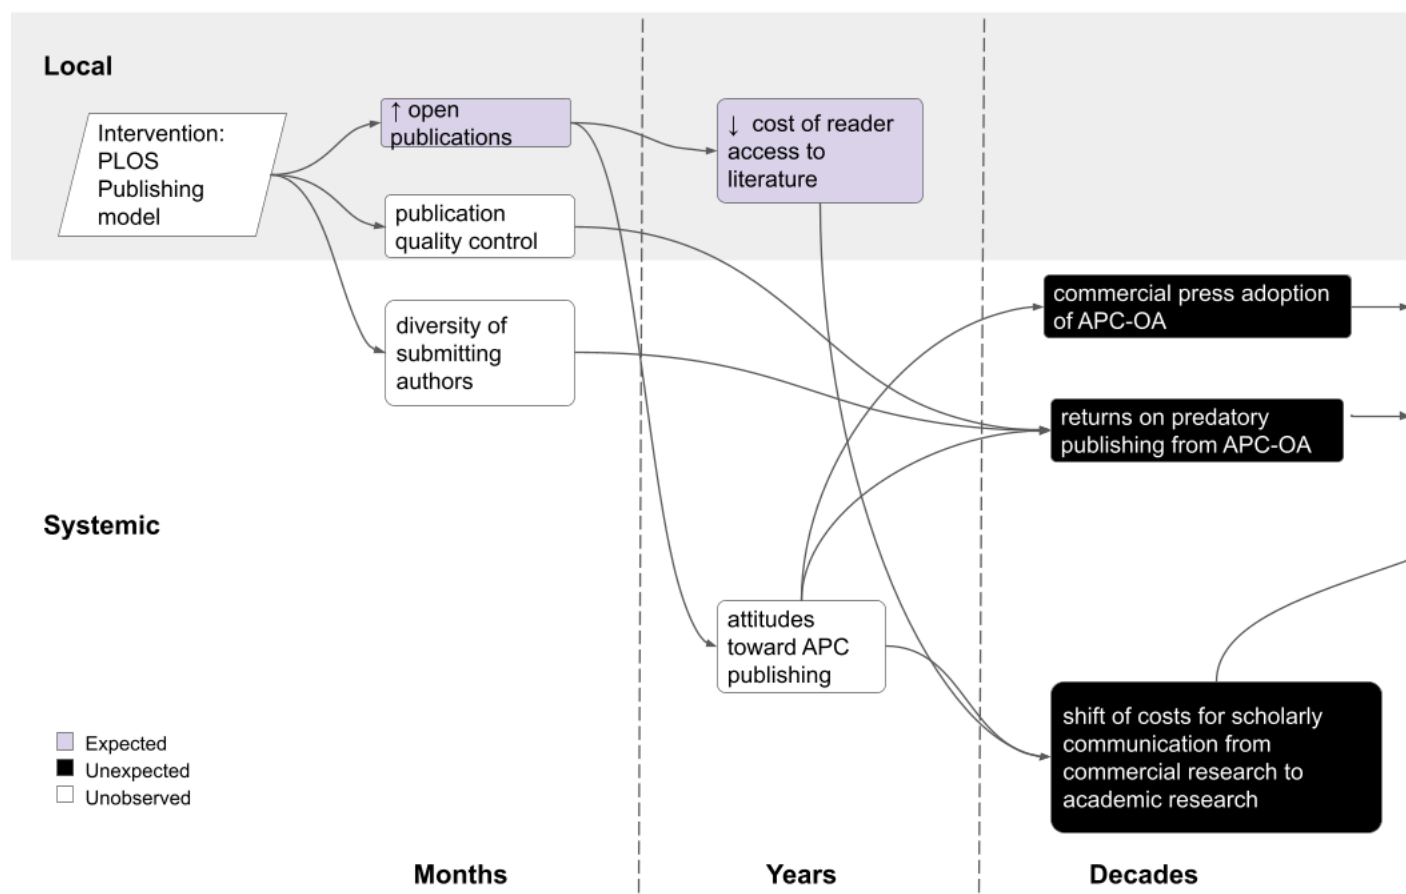 Local
Intervention:
PLOS
Publishing
model
↑ open
publications
publication
quality control
diversity of
submitting
authors
↓ cost of reader
access to
literature
commercial press adoption
of APC-OA
returns on predatory
publishing from APC-OA
Systemic
attitudes
toward APC
publishing
shift of costs for scholarly
communication from
commercial research to
academic research
Expected
Unexpected
Unobserved
Months
Years
Decades